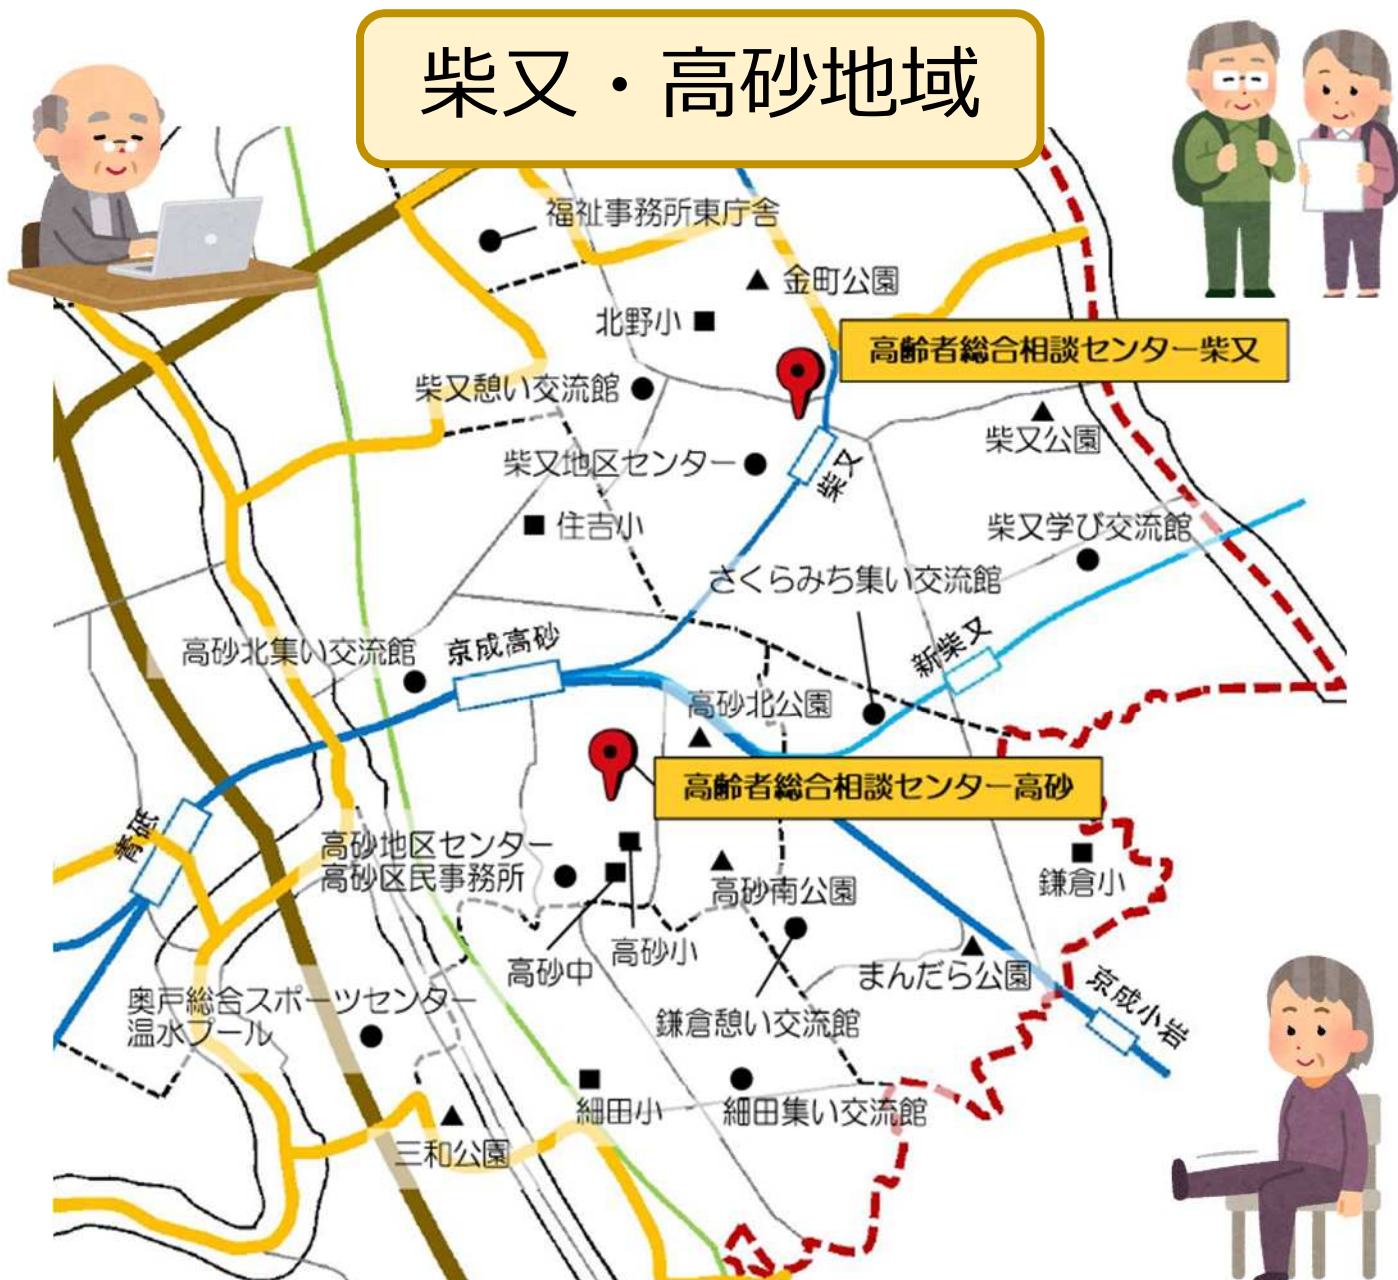 柴又・高砂地域
福祉事務所東庁舎
金町公園
北野小
高齢者総合相談センター柴又
柴又憩い交流館
柴又公園
柴又地区センター
柴又
住吉小
柴又学び交流館
さくらみち集い交流館
新柴又
京成高砂
高砂北集い交流館
高砂北公園
高齢者総合相談センター高砂
青砥
高砂地区センター
高砂区民事務所
高砂南公園
鎌倉小
高砂小
高砂中
まんだら公園
京成小岩
奥戸総合スポーツセンター
温水プール
鎌倉憩い交流館
細田小
細田集い交流館
三和公園